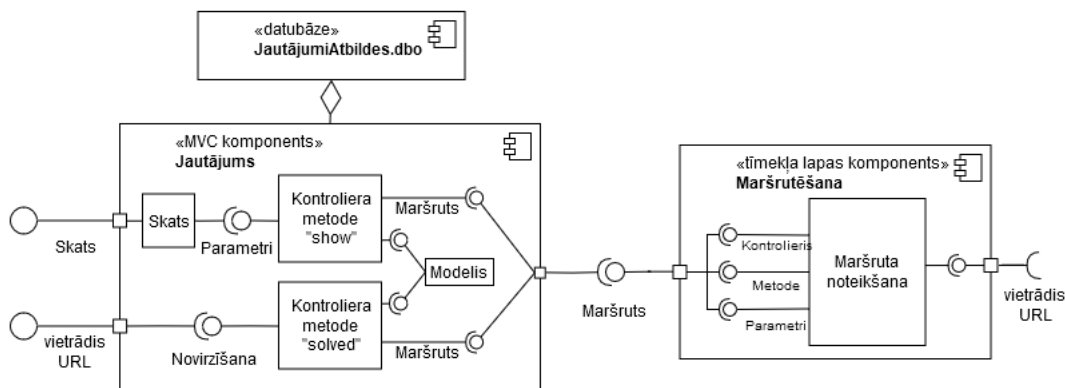 «datubāze»
JautājumiAtbildes.dbo
«MVC komponents»
Jautājums
Skats
Skats
Parametri
Kontroliera
metode
"show"
Maršruts
Modelis
vietrādis
URL
Novirzīšana
Kontroliera
metode
"solved"
Maršruts
Maršruts
«tīmekļa lapas komponents»
Maršrutēšana
Kontrolieris
Metode
Parametri
Maršruta
noteikšana
vietrādis
URL